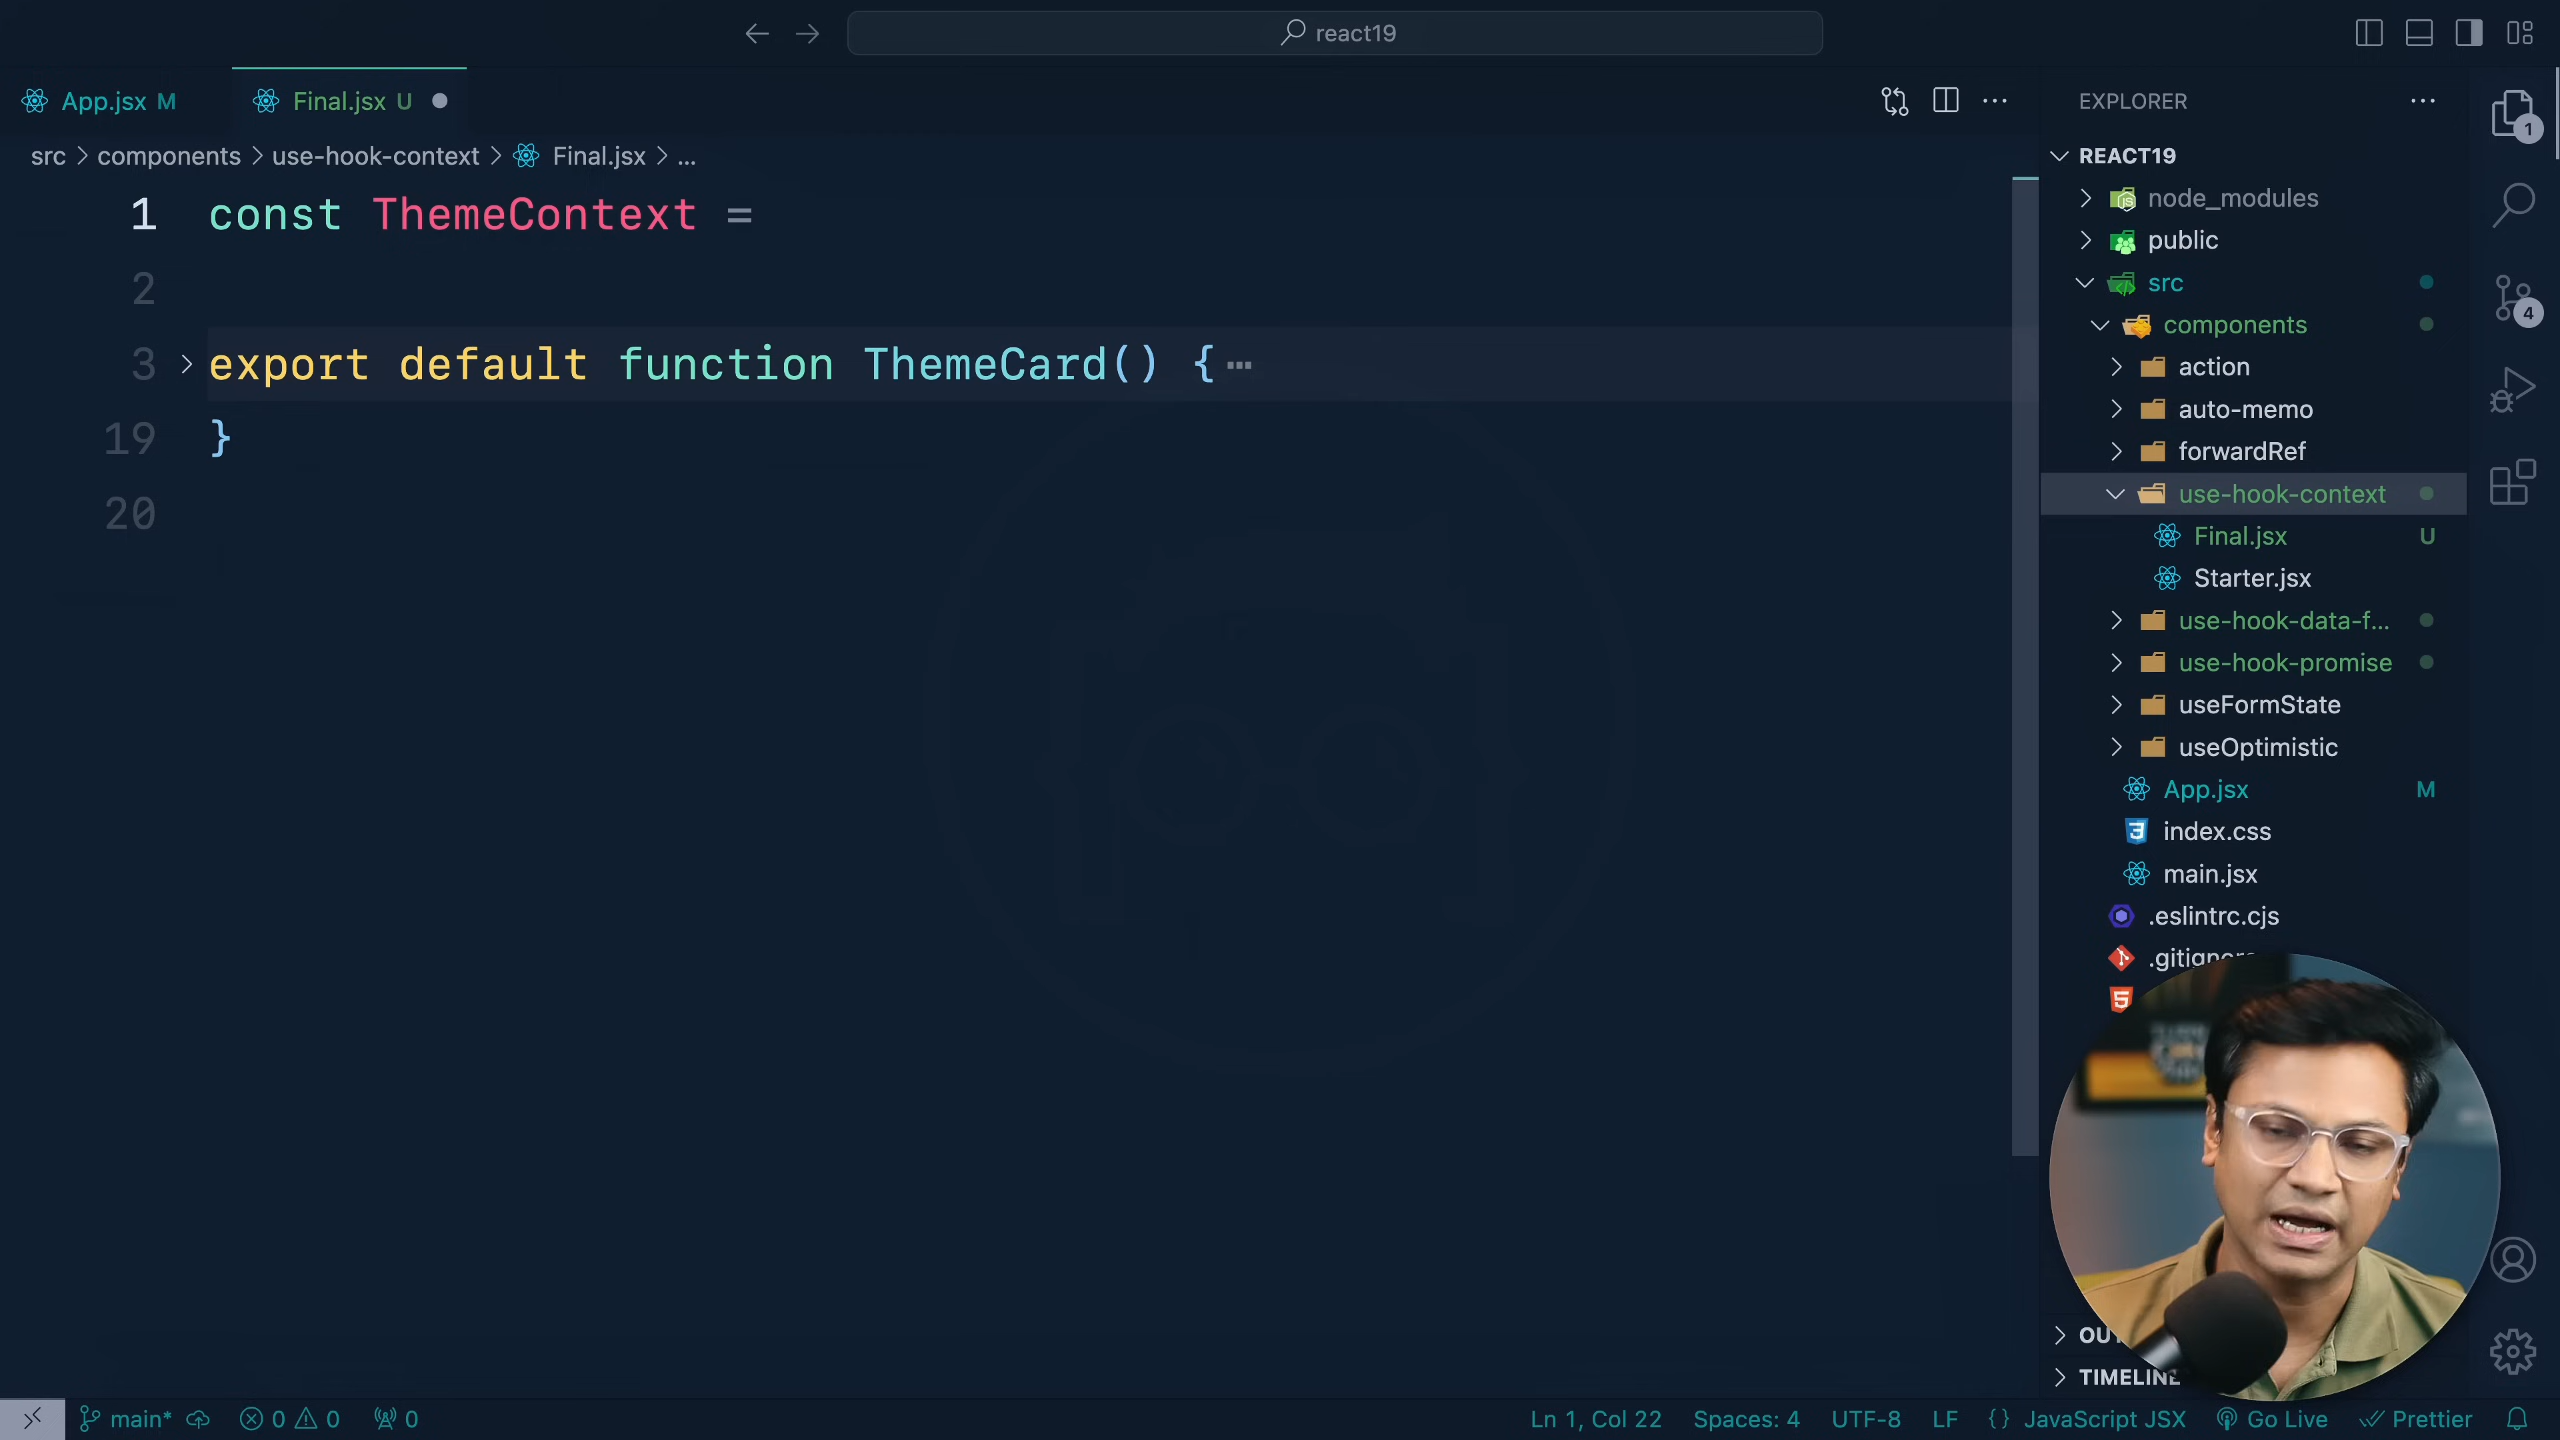 react19
App.jsx M
Final.jsx U
src > components > use-hook-context > Final.jsx > ...
1 const ThemeContext =
2
3 export default function ThemeCard() {
19 }
20
EXPLORER
REACT19
node_modules
public
src
components
action
auto-memo
forwardRef
use-hook-context
Final.jsx U
Starter.jsx
use-hook-data-f...
use-hook-promise
useFormState
useOptimistic
App.jsx M
index.css
main.jsx
.eslintrc.cjs
TIMELINE
1
4
main* 0 0 0
Ln 1, Col 22 Spaces: 4 UTF-8 LF {} JavaScript JSX Go Live Prettier